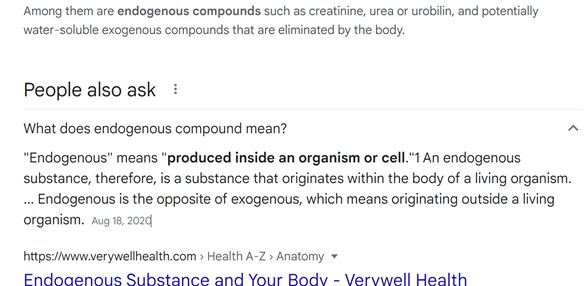 Among them are endogenous compounds such as creatinine, urea or urobilin, and potentially
water-soluble exogenous compounds that are eliminated by the body.
People also ask
What does endogenous compound mean?
"Endogenous" means "produced inside an organism or cell."1 An endogenous
substance, therefore, is a substance that originates within the body of a living organism.
... Endogenous is the opposite of exogenous, which means originating outside a living
organism. Aug 18, 2020
https://www.verywellhealth.com › Health A-Z › Anatomy
Endogenous Substance and Your Body - Verywell Health